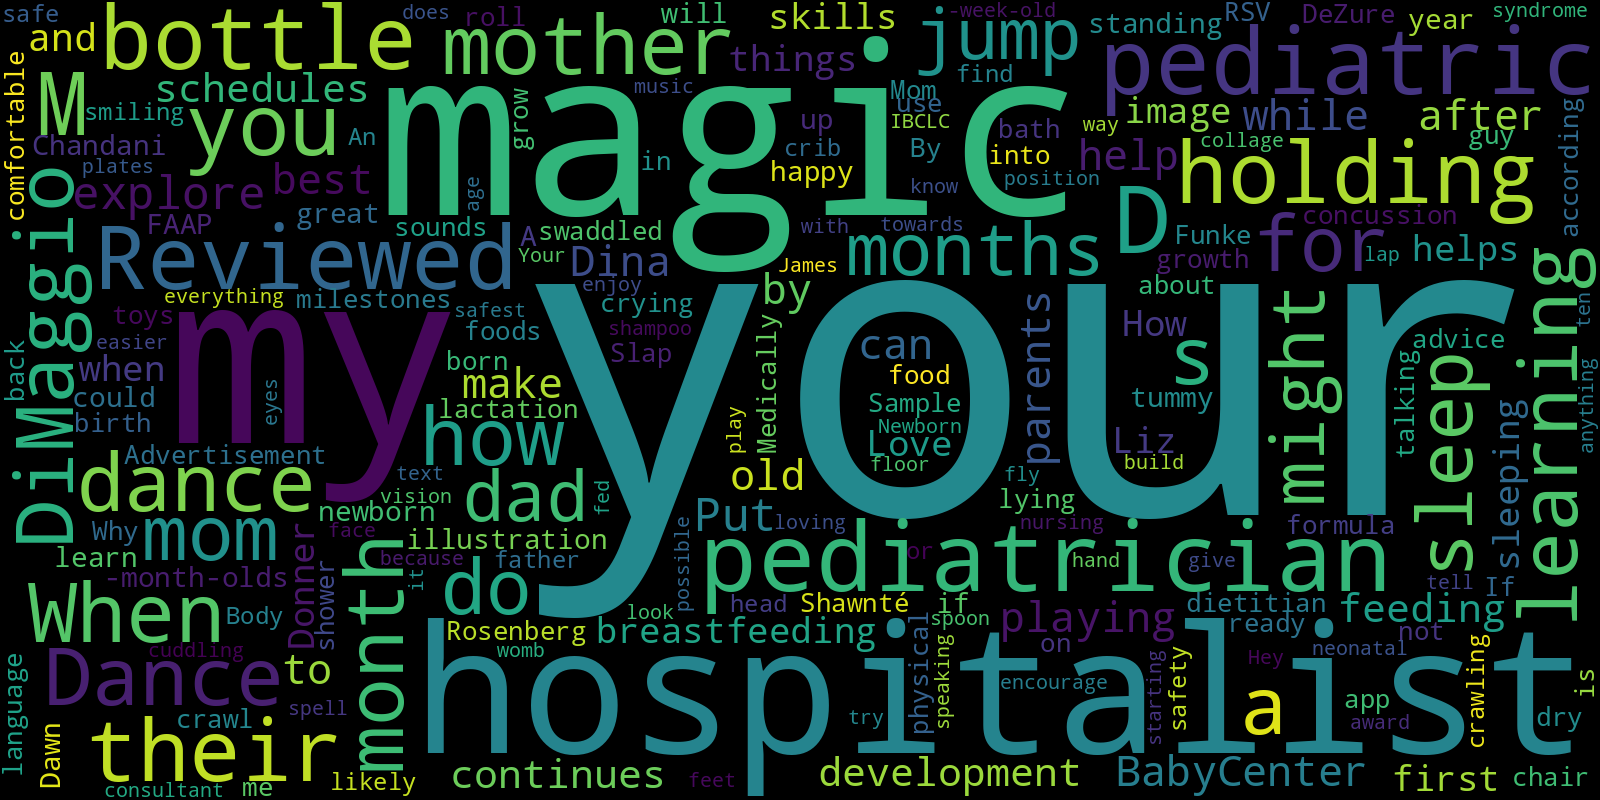 safe
and
bottle
mother
does
roll
will
skills
things
jump
-week-old
standing
RSV
DeZure
year
syndrome
pediatric
find
comfortable
M
smiling
schedules
you
magic
grow
music
Mom
use
IBCLC
up
crib
By
happy
bath
into
way
image
collage
while
after
guy
according
Chandani
plates
An
explore
best
in
age
know
position
help
holding
DiMaggio
FAAP
great
sounds
A
swaddled
with
towards
concussion
Reviewed
Your
Dina
enjoy
James
months
D
Funke
growth
for
lap
helps
everything
milestones
safest
foods
crying
by
about
toys
easier
my
your
shampoo
Slap
Medically
parents
How
might
advice
ten
learning
back
when
could
birth
born
make
lactation
eyes
can
food
Sample
Newborn
Love
floor
s
tummy
Liz
build
talking
sleep
sleeping
anything
how
play
old
Advertisement
dance
text
vision
dad
fed
fly
lying
Why
mom
learn
newborn
face
Donner
because
illustration
father
Put
loving
possible
nursing
formula
-month-olds
month
it
do
pediatrician
or
hand
give
tell
If
When
Body
shower
look
head
Shawnté
if
spoon
playing
dietitian
ready
feeding
not
Rosenberg
womb
breastfeeding
physical
speaking
on
neonatal
Hey
cuddling
Dance
to
language
hospitalist
encourage
starting
safety
a
app
award
crawling
is
dry
crawl
spell
try
Dawn
their
likely
consultant
me
continues
feet
development
BabyCenter
first
chair